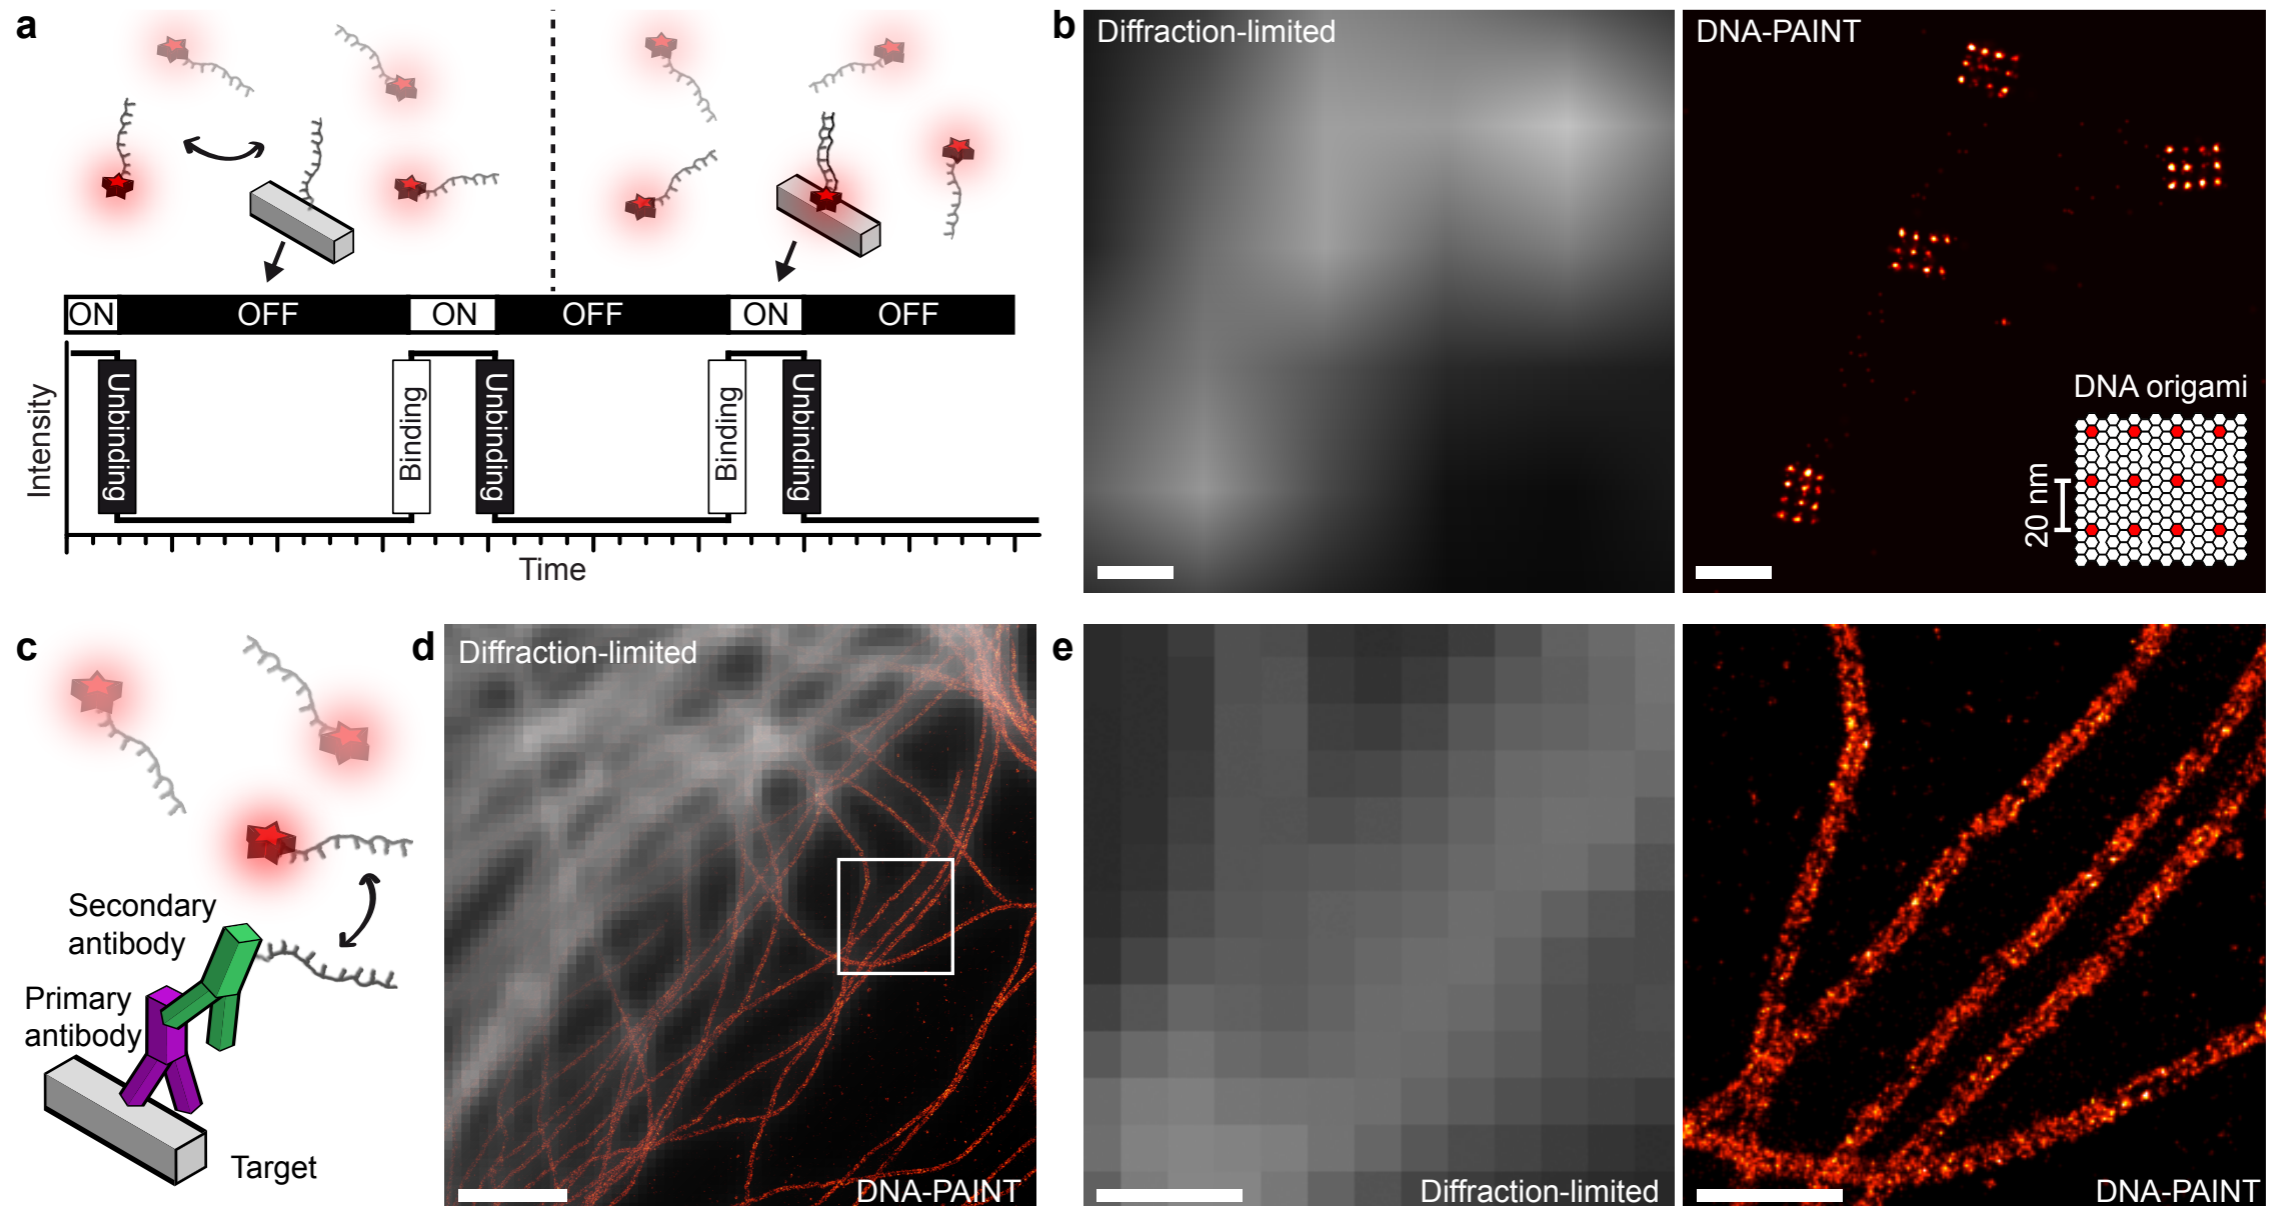 a
ON
OFF
ON
OFF
ON
OFF
Intensity
Unbinding
Binding
Unbinding
Binding
Unbinding
Time
b
Diffraction-limited
DNA-PAINT
DNA origami
20 nm
c
Secondary
antibody
Primary
antibody
Target
d
Diffraction-limited
DNA-PAINT
e
Diffraction-limited
DNA-PAINT